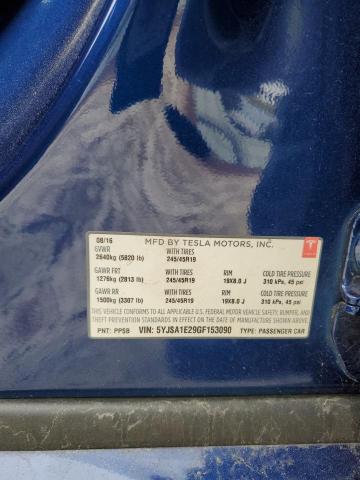 08/16 MFD BY TESLA MOTORS, INC.
GVWR WITH TIRES
2640kg (5820 lb) 245/45R19
GAWR FRT WITH TIRES RIM COLD TIRE PRESSURE
1276kg (2813 lb) 245/45R19 19X8.0 J 310 kPa, 45 psi
GAWR RR WITH TIRES RIM COLD TIRE PRESSURE
1500kg (3307 lb) 245/45R19 19X8.0 J 310 kPa, 45 psi
THIS VEHICLE CONFORMS TO ALL APPLICABLE U.S. FEDERAL MOTOR VEHICLE SAFETY, BUMPER, AND
THEFT PREVENTION STANDARDS IN EFFECT ON THE DATE OF MANUFACTURE SHOWN ABOVE.
PNT: PPSB VIN: 5YJSA1E29GF153090 TYPE: PASSENGER CAR